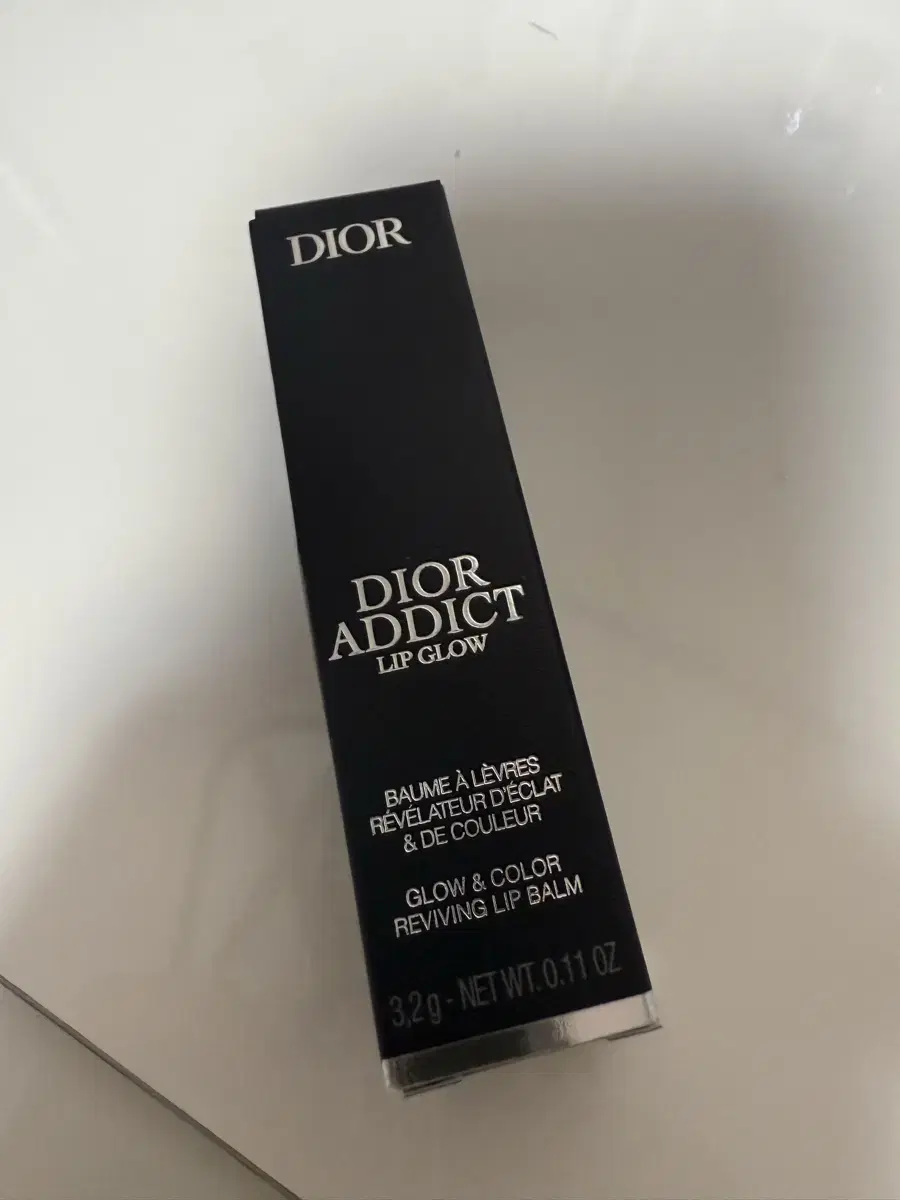 DIOR
DIOR
ADDICT
LIP GLOW
BAUME À LÈVRES
RÉVÉLATEUR D'ÉCLAT
& DE COULEUR
GLOW & COLOR
REVIVING LIP BALM
3,2 g - NET WT. 0.11 OZ